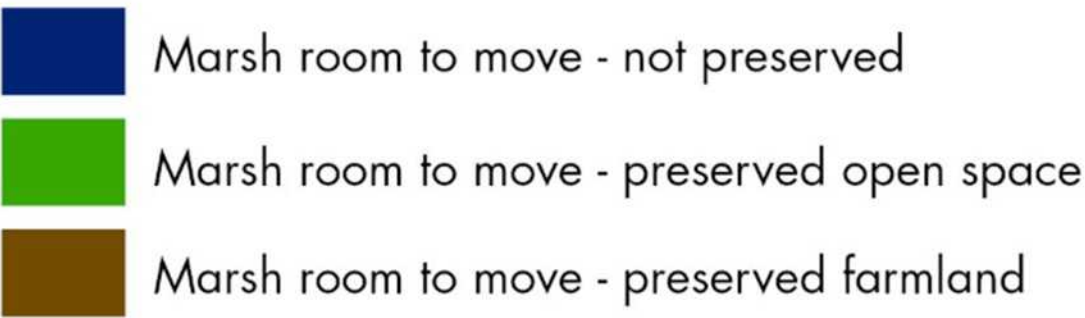 Marsh room to move - not preserved
Marsh room to move - preserved open space
Marsh room to move - preserved farmland